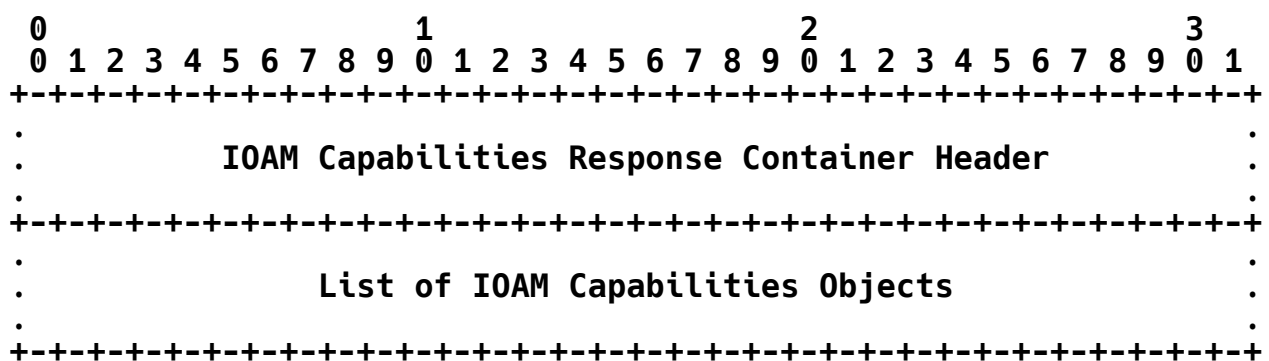 0                   1                   2                   3
 0 1 2 3 4 5 6 7 8 9 0 1 2 3 4 5 6 7 8 9 0 1 2 3 4 5 6 7 8 9 0 1
+-+-+-+-+-+-+-+-+-+-+-+-+-+-+-+-+-+-+-+-+-+-+-+-+-+-+-+-+-+-+-+-+
.                                                               .
.          IOAM Capabilities Response Container Header          .
.                                                               .
+-+-+-+-+-+-+-+-+-+-+-+-+-+-+-+-+-+-+-+-+-+-+-+-+-+-+-+-+-+-+-+-+
.                                                               .
.               List of IOAM Capabilities Objects               .
.                                                               .
+-+-+-+-+-+-+-+-+-+-+-+-+-+-+-+-+-+-+-+-+-+-+-+-+-+-+-+-+-+-+-+-+